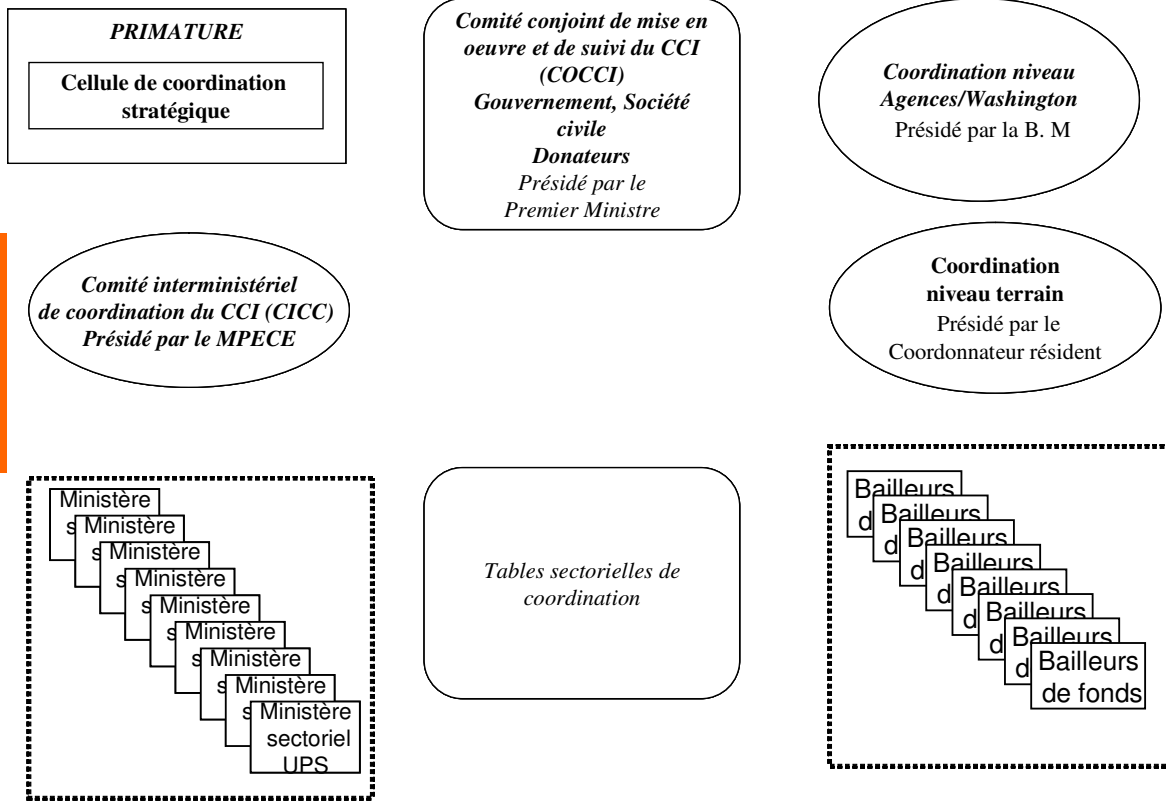 PRIMATURE
Cellule de coordination
stratégique
Comité conjoint de mise en
oeuvre et de suivi du CCI
(COCCI)
Gouvernement, Société
civile
Donateurs
Présidé par le
Premier Ministre
Coordination niveau
Agences/Washington
Présidé par la B. M
Comité interministériel
de coordination du CCI (CICC)
Présidé par le MPECE
Coordination
niveau terrain
Présidé par le
Coordonnateur résident
Ministère
s
Ministère
s
Ministère
s
Ministère
s
Ministère
s
Ministère
s
Ministère
s
Ministère
s
Ministère
sectoriel
UPS
Tables sectorielles de
coordination
Bailleurs
d
Bailleurs
d
Bailleurs
d
Bailleurs
d
Bailleurs
d
Bailleurs
d
Bailleurs
d
Bailleurs
de fonds